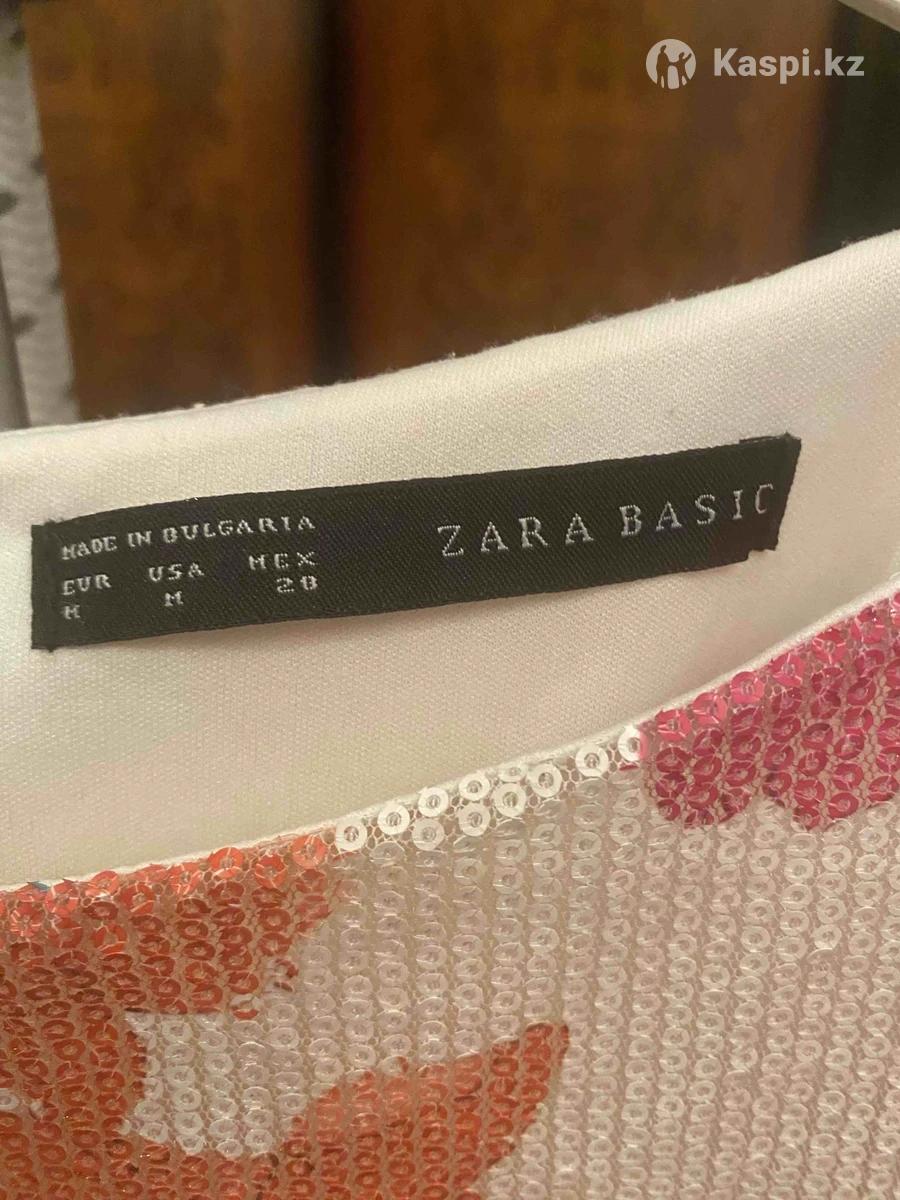 Kaspi.kz
MADE IN BULGARIA
EUR USA MEX
M M 28
ZARA BASIC